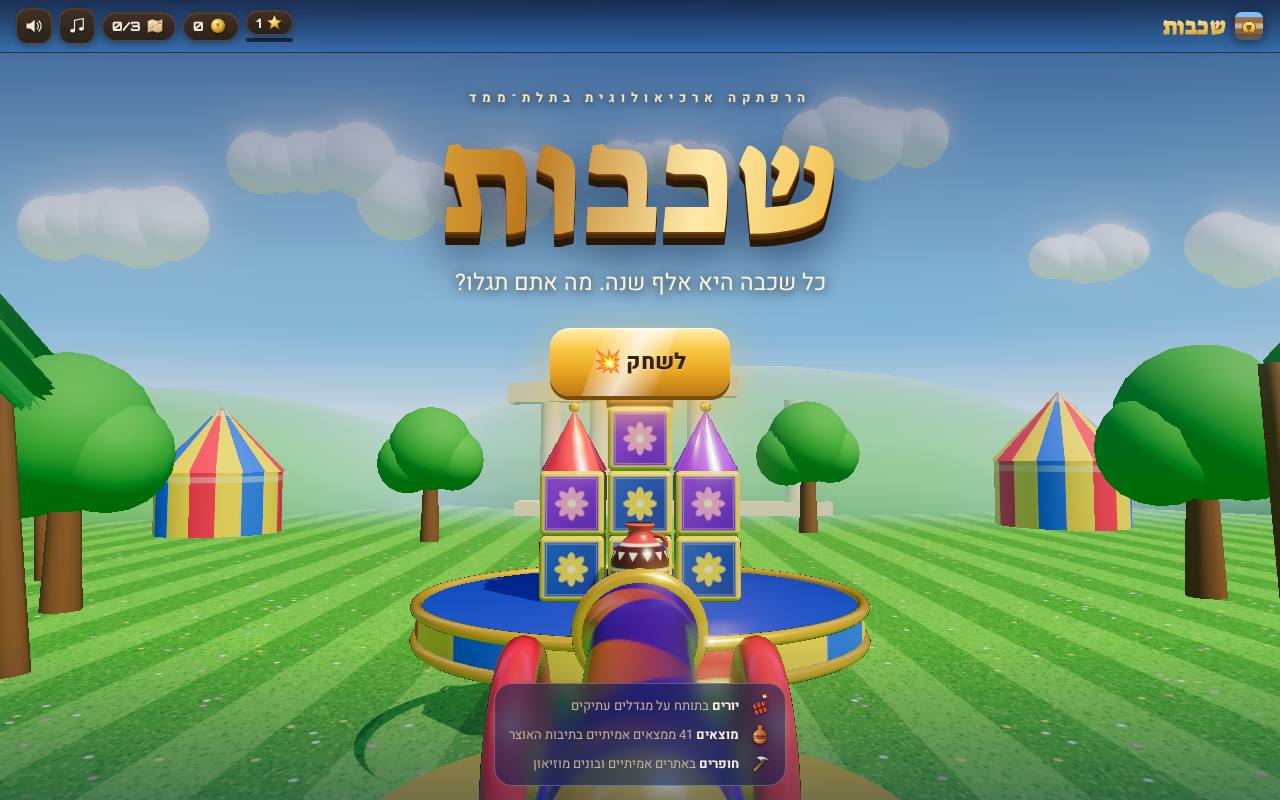 שכבות
1
0
0/3
הרפתקה ארכיאולוגית בתלת־ממד
שכבות
כל שכבה היא אלף שנה. מה אתם תגלו?
לשחק
יורים בתותח על מגדלים עתיקים
מוצאים 41 ממצאים אמיתיים בתיבות האוצר
חופרים באתרים אמיתיים ובונים מוזיאון